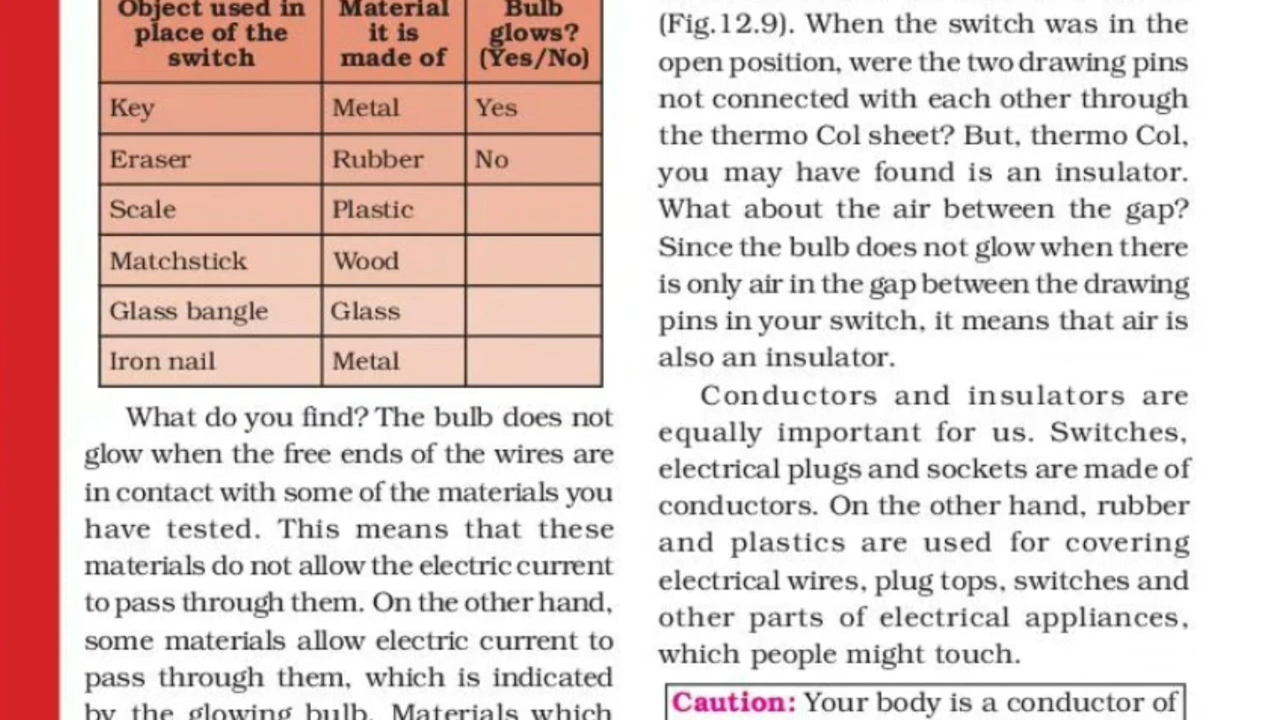 Object used in place of the switch | Material it is made of | Bulb glows? (Yes/No)
Key | Metal | Yes
Eraser | Rubber | No
Scale | Plastic |
Matchstick | Wood |
Glass bangle | Glass |
Iron nail | Metal |
What do you find? The bulb does not
glow when the free ends of the wires are
in contact with some of the materials you
have tested. This means that these
materials do not allow the electric current
to pass through them. On the other hand,
some materials allow electric current to
pass through them, which is indicated
by the glowing bulb. Materials which
(Fig.12.9). When the switch was in the
open position, were the two drawing pins
not connected with each other through
the thermo Col sheet? But, thermo Col,
you may have found is an insulator.
What about the air between the gap?
Since the bulb does not glow when there
is only air in the gap between the drawing
pins in your switch, it means that air is
also an insulator.
Conductors and insulators are
equally important for us. Switches,
electrical plugs and sockets are made of
conductors. On the other hand, rubber
and plastics are used for covering
electrical wires, plug tops, switches and
other parts of electrical appliances,
which people might touch.
Caution: Your body is a conductor of